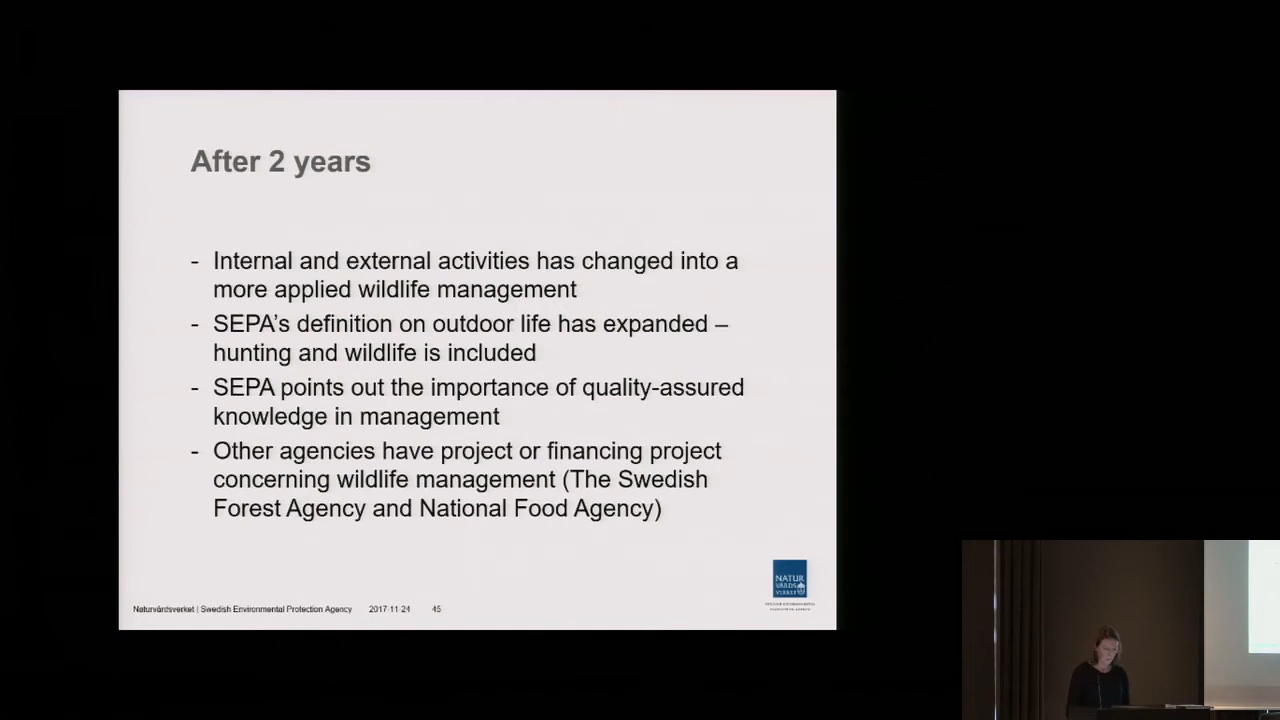 After 2 years
- Internal and external activities has changed into a
more applied wildlife management
- SEPA’s definition on outdoor life has expanded –
hunting and wildlife is included
- SEPA points out the importance of quality-assured
knowledge in management
- Other agencies have project or financing project
concerning wildlife management (The Swedish
Forest Agency and National Food Agency)
NATUR
VÅRDS
VERKET
Naturvårdsverket | Swedish Environmental Protection Agency 2017-11-24 45